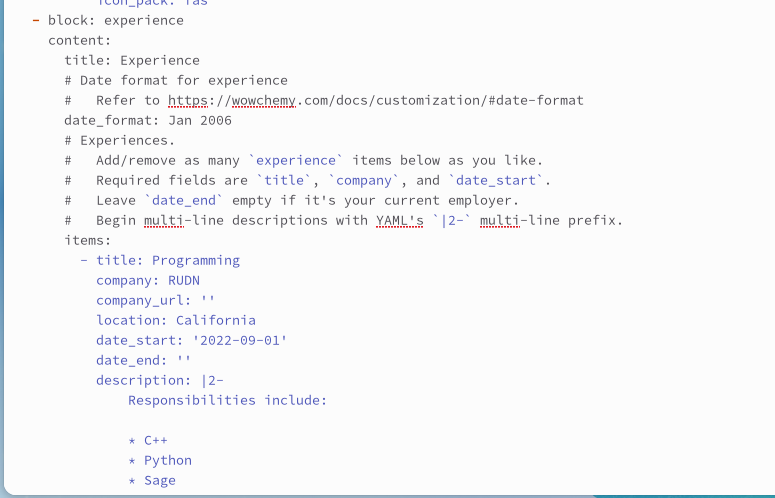 icon_pack: fas
- block: experience
content:
title: Experience
# Date format for experience
#   Refer to https://wowchemy.com/docs/customization/#date-format
date_format: Jan 2006
# Experiences.
#   Add/remove as many `experience` items below as you like.
#   Required fields are `title`, `company`, and `date_start`.
#   Leave `date_end` empty if it's your current employer.
#   Begin multi-line descriptions with YAML's `|2-` multi-line prefix.
items:
- title: Programming
company: RUDN
company_url: ''
location: California
date_start: '2022-09-01'
date_end: ''
description: |2-
Responsibilities include:
* C++
* Python
* Sage